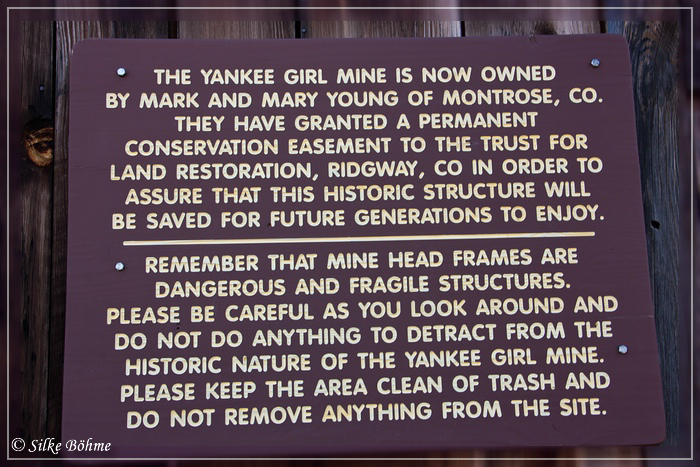 THE YANKEE GIRL MINE IS NOW OWNED
BY MARK AND MARY YOUNG OF MONTROSE, CO.
THEY HAVE GRANTED A PERMANENT
CONSERVATION EASEMENT TO THE TRUST FOR
LAND RESTORATION, RIDGWAY, CO IN ORDER TO
ASSURE THAT THIS HISTORIC STRUCTURE WILL
BE SAVED FOR FUTURE GENERATIONS TO ENJOY.
REMEMBER THAT MINE HEAD FRAMES ARE
DANGEROUS AND FRAGILE STRUCTURES.
PLEASE BE CAREFUL AS YOU LOOK AROUND AND
DO NOT DO ANYTHING TO DETRACT FROM THE
HISTORIC NATURE OF THE YANKEE GIRL MINE.
PLEASE KEEP THE AREA CLEAN OF TRASH AND
DO NOT REMOVE ANYTHING FROM THE SITE.
© Silke Böhme